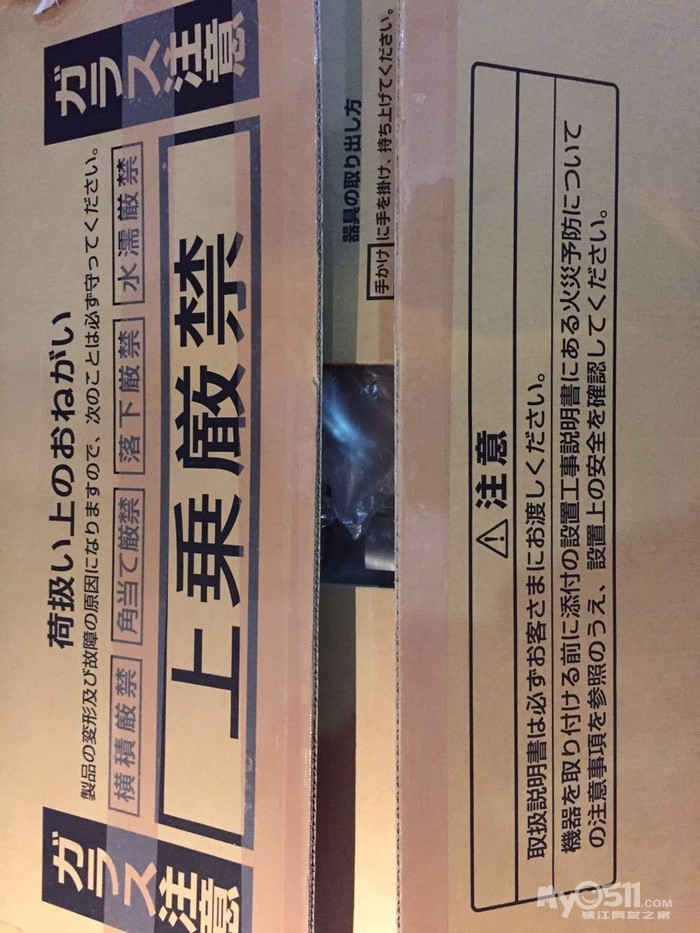 ガラス注意
荷扱い上のおねがい
製品の変形及び故障の原因になりますので、次のことは必ず守ってください。
横積厳禁 角当て厳禁 落下厳禁 水濡厳禁
上乗厳禁
ガラス注意
器具の取り出し方
手かけに手を掛け、持ち上げてください。
⚠注意
取扱説明書は必ずお客さまにお渡しください。
機器を取り付ける前に添付の設置工事説明書にある火災予防について
の注意事項を参照のうえ、設置上の安全を確認してください。
My0511.COM
镇江网友之家